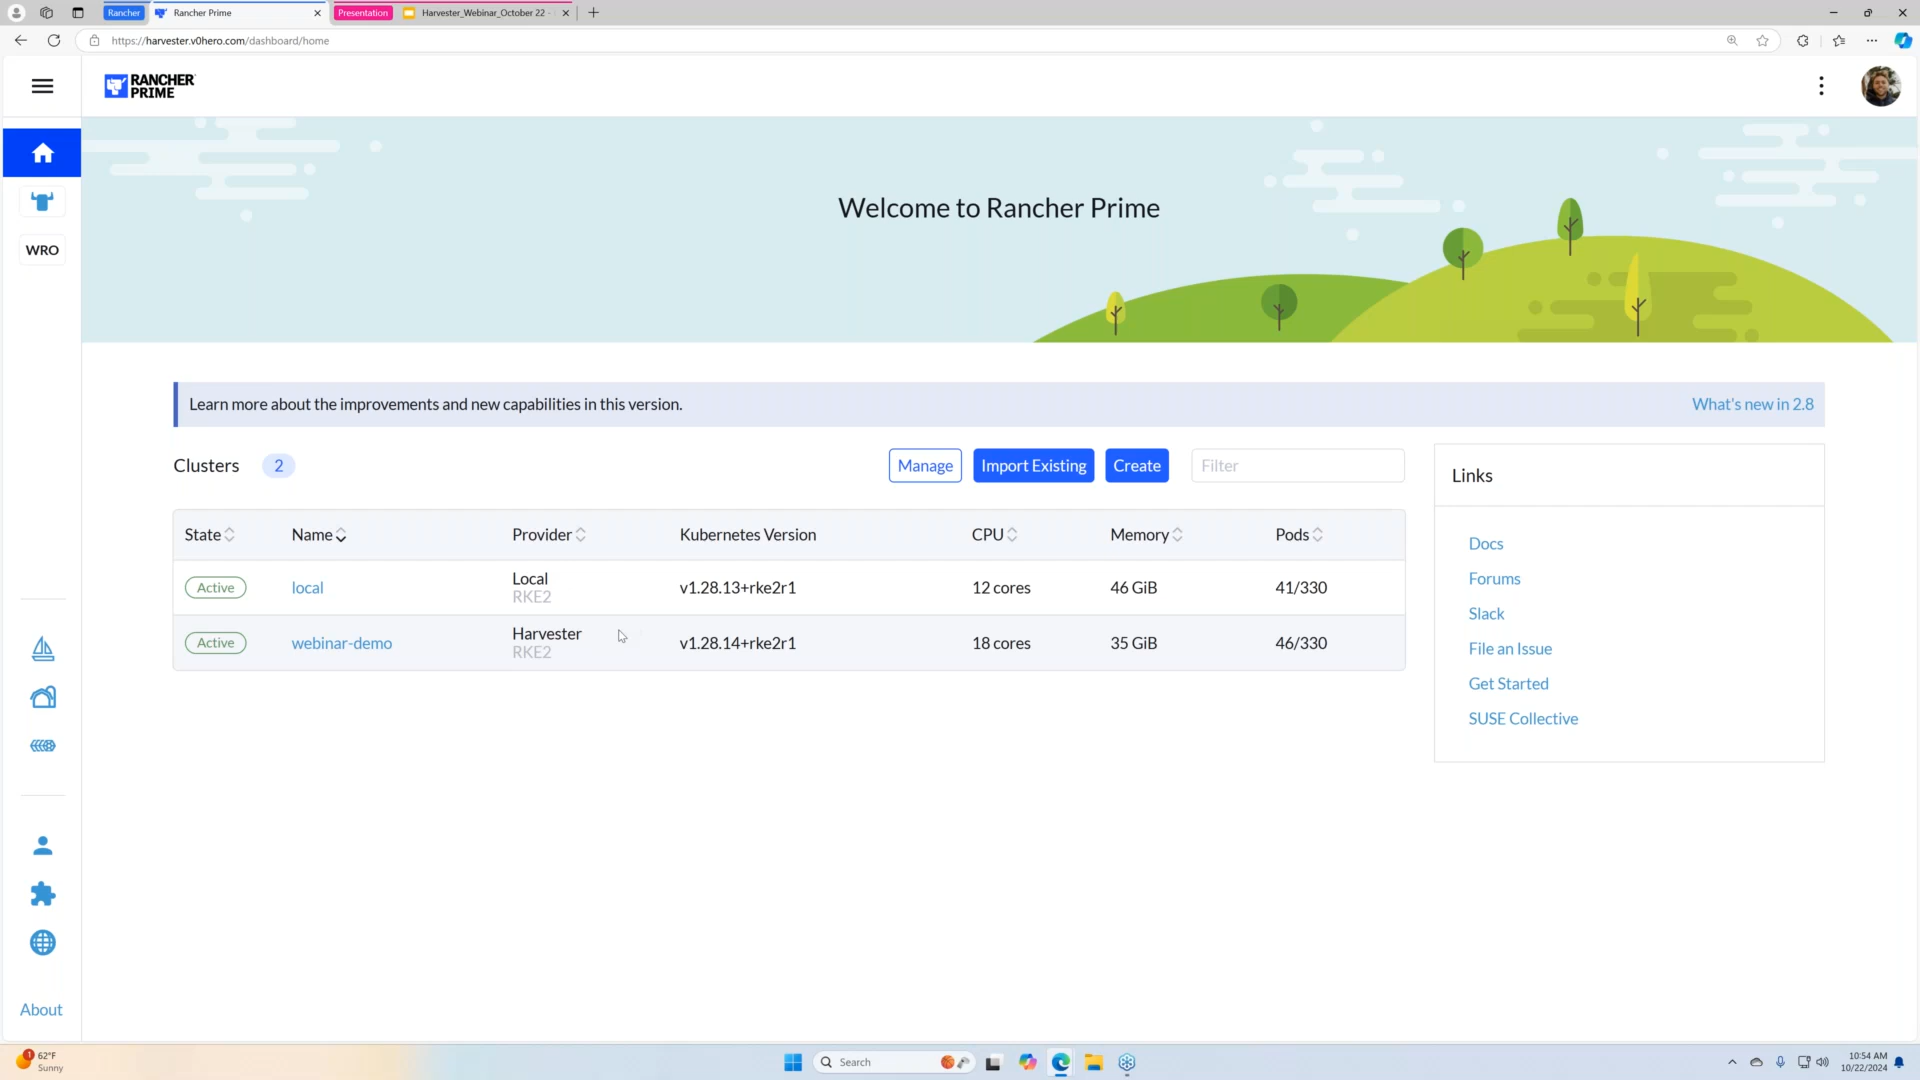 Rancher
Rancher Prime
Presentation
Harvester_Webinar_October 22 -
https://harvester.v0hero.com/dashboard/home
RANCHER
PRIME
WRO
Welcome to Rancher Prime
Learn more about the improvements and new capabilities in this version.
What's new in 2.8
Clusters 2
Manage
Import Existing
Create
Filter
State Name Provider Kubernetes Version CPU Memory Pods
Active local Local RKE2 v1.28.13+rke2r1 12 cores 46 GiB 41/330
Active webinar-demo Harvester RKE2 v1.28.14+rke2r1 18 cores 35 GiB 46/330
Links
Docs
Forums
Slack
File an Issue
Get Started
SUSE Collective
About
1
62°F
Sunny
Search
10:54 AM
10/22/2024